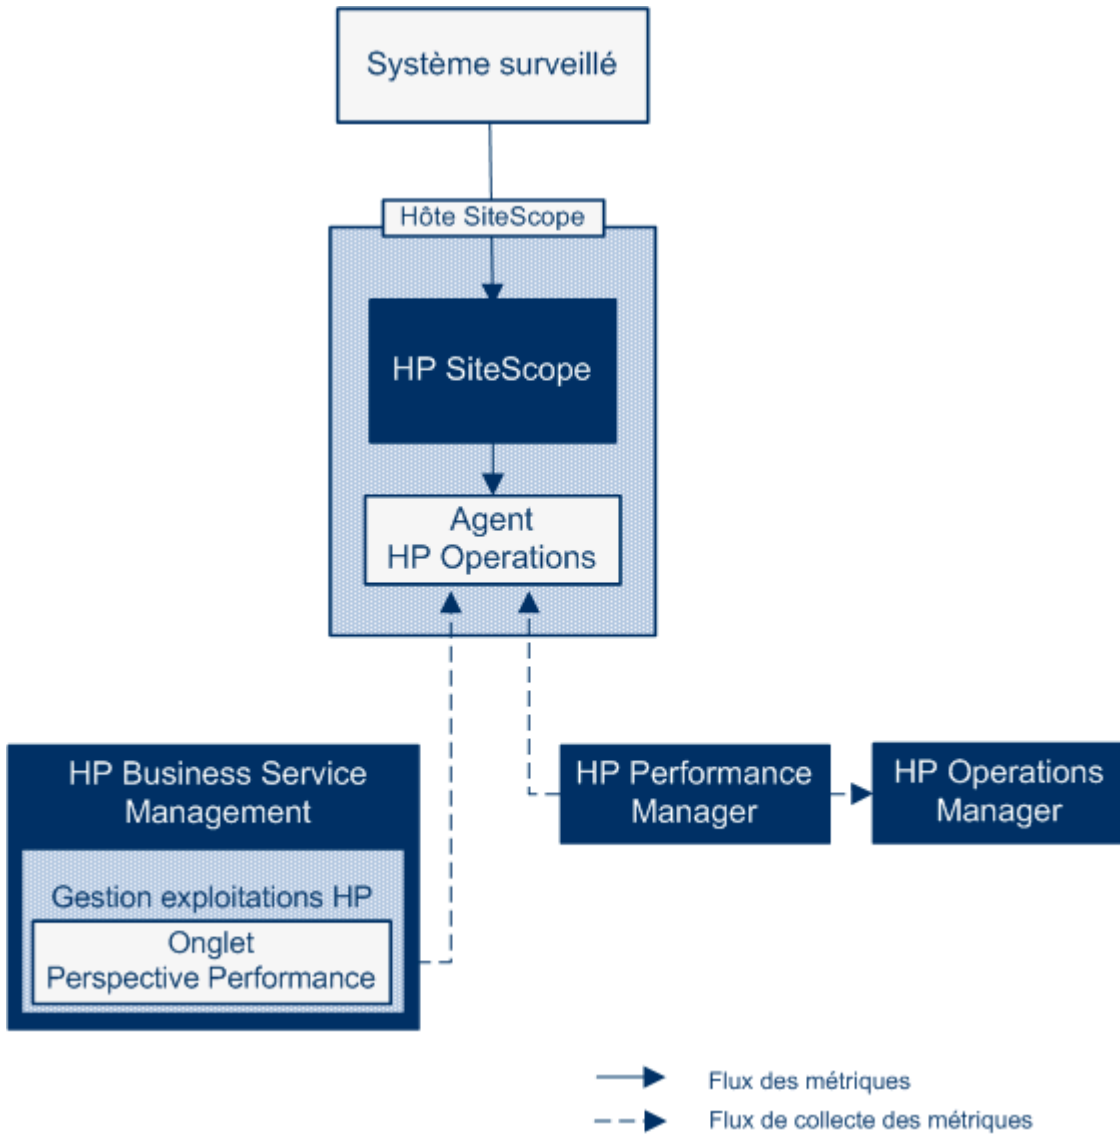 Système surveillé
Hôte SiteScope
HP SiteScope
Agent
HP Operations
HP Business Service
Management
Gestion exploitations HP
Onglet
Perspective Performance
HP Performance
Manager
HP Operations
Manager
Flux des métriques
Flux de collecte des métriques